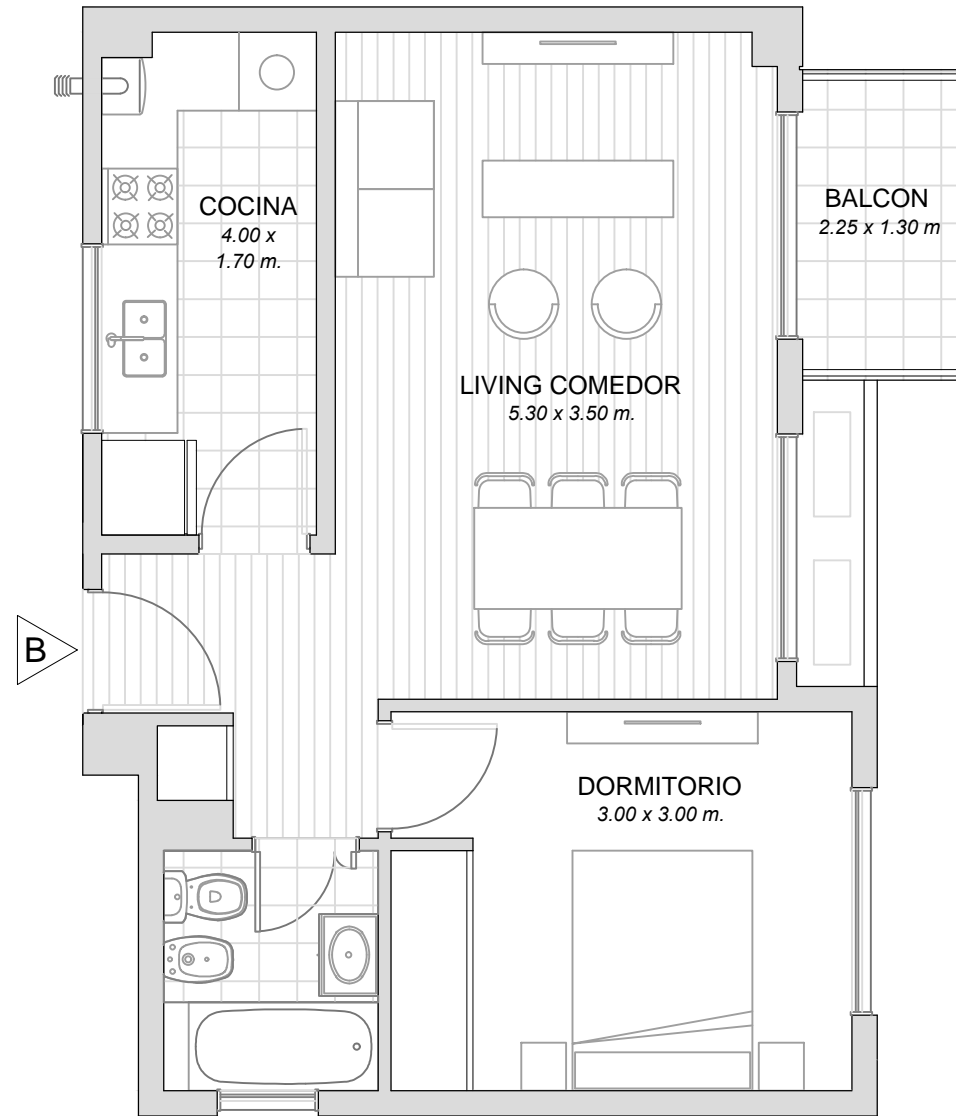 COCINA
4.00 x
1.70 m.
BALCON
2.25 x 1.30 m
LIVING COMEDOR
5.30 x 3.50 m.
B
DORMITORIO
3.00 x 3.00 m.